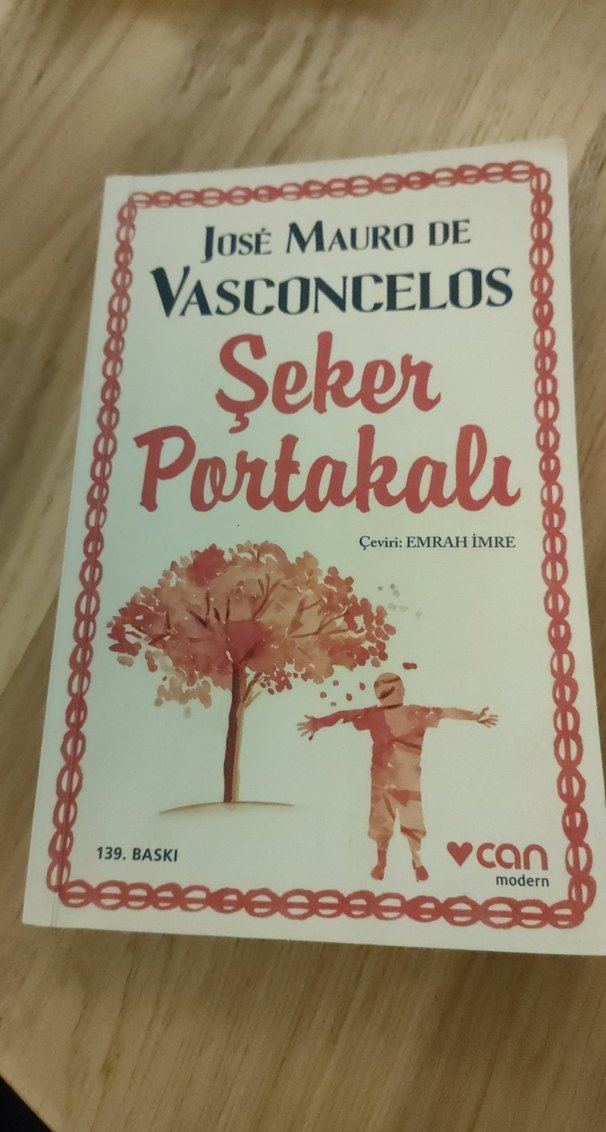 JOSÉ MAURO DE
VASCONCELOS
Şeker
Portakalı
Çeviri: EMRAH İMRE
139. BASKI
can
modern